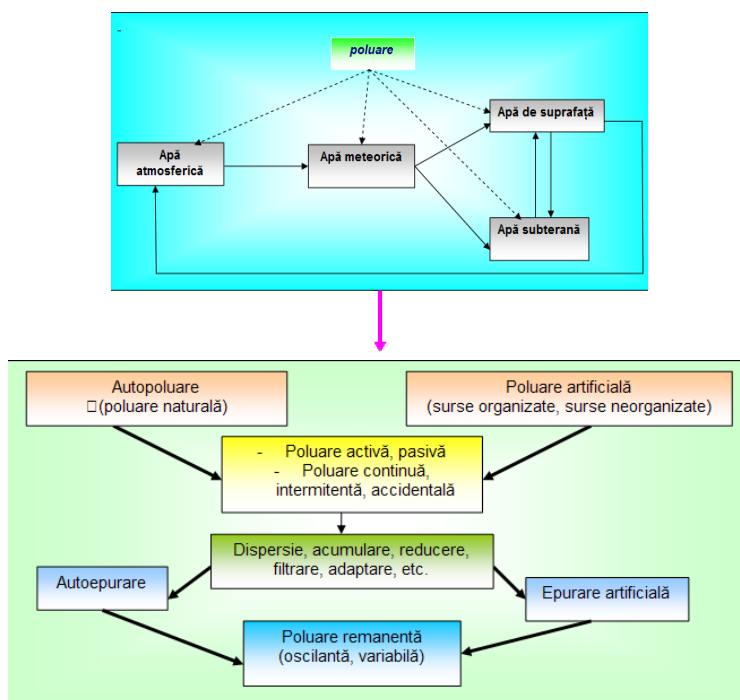 -
poluare
Apă de suprafață
Apă
atmosferică
Apă meteorică
Apă subterană
Autopoluare
□(poluare naturală)
Poluare artificială
(surse organizate, surse neorganizate)
- Poluare activă, pasivă
- Poluare continuă,
intermitentă, accidentală
Dispersie, acumulare, reducere,
filtrare, adaptare, etc.
Autoepurare
Epurare artificială
Poluare remanentă
(oscilantă, variabilă)